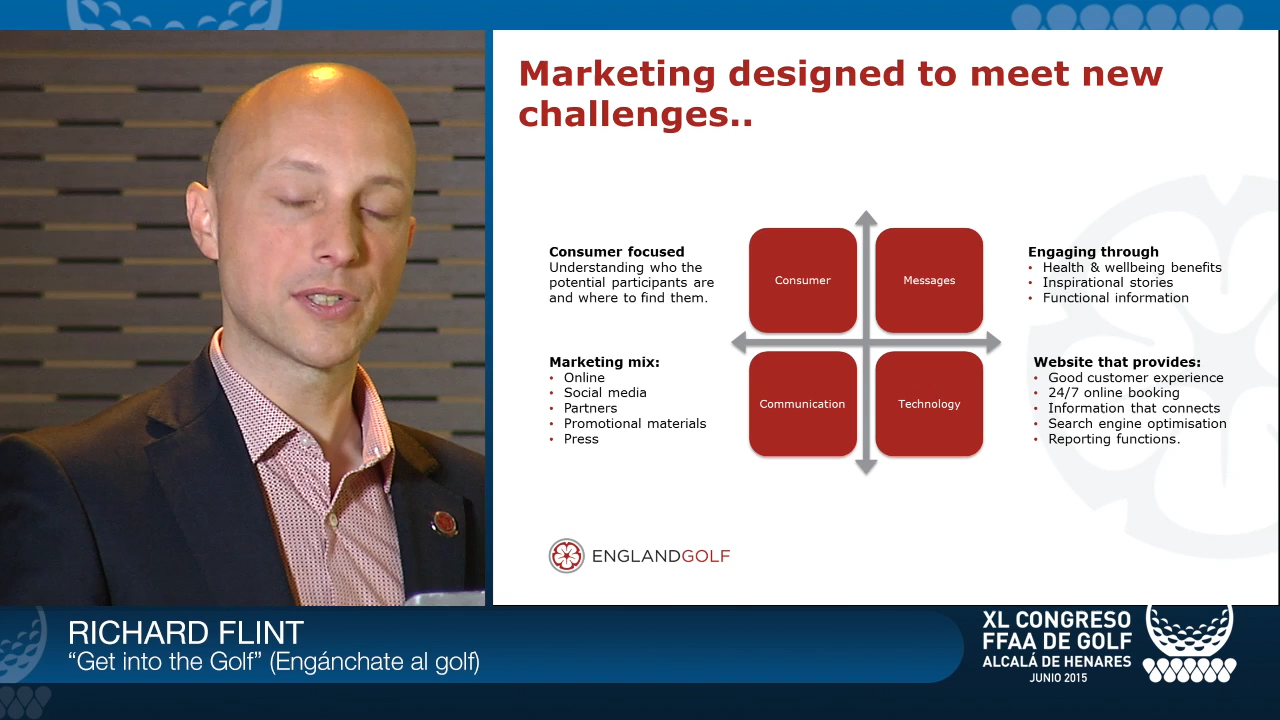 Marketing designed to meet new
challenges..
Consumer focused
Understanding who the
potential participants are
and where to find them.
Consumer
Messages
Engaging through
• Health & wellbeing benefits
• Inspirational stories
• Functional information
Marketing mix:
• Online
• Social media
• Partners
• Promotional materials
• Press
Communication
Technology
Website that provides:
• Good customer experience
• 24/7 online booking
• Information that connects
• Search engine optimisation
• Reporting functions.
ENGLANDGOLF
RICHARD FLINT
“Get into the Golf” (Engánchate al golf)
XL CONGRESO
FFAA DE GOLF
ALCALÁ DE HENARES
JUNIO 2015